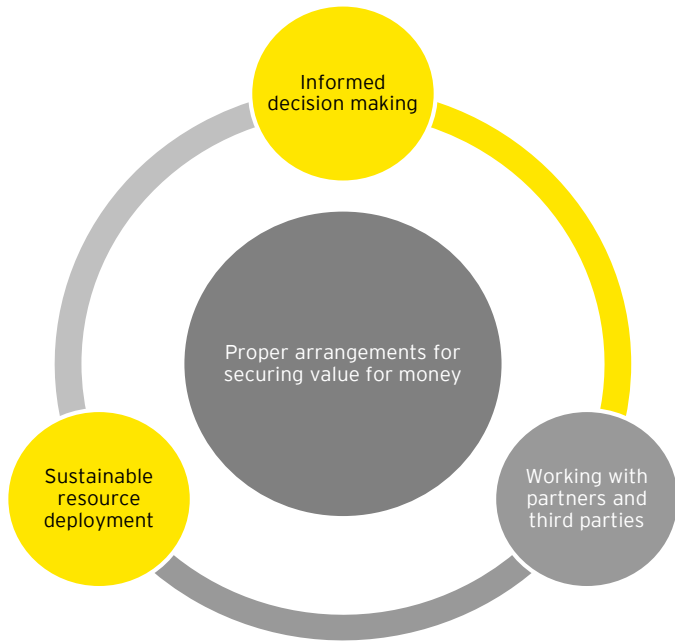 Informed
decision making
Proper arrangements for
securing value for money
Sustainable
resource
deployment
Working with
partners and
third parties